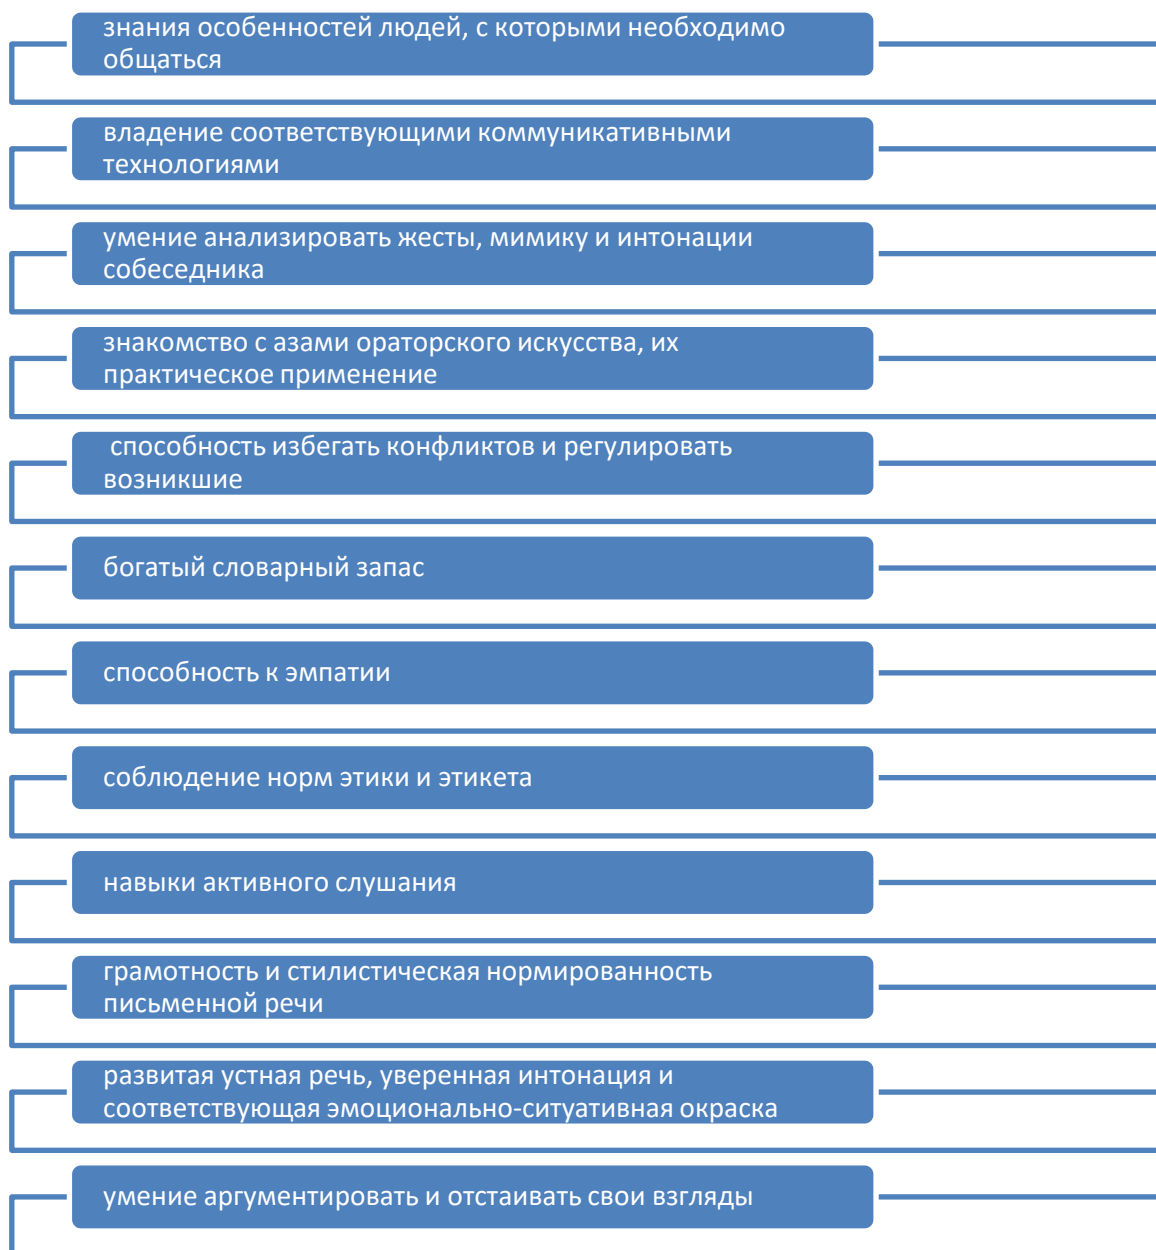 знания особенностей людей, с которыми необходимо
общаться
владение соответствующими коммуникативными
технологиями
умение анализировать жесты, мимику и интонации
собеседника
знакомство с азами ораторского искусства, их
практическое применение
способность избегать конфликтов и регулировать
возникшие
богатый словарный запас
способность к эмпатии
соблюдение норм этики и этикета
навыки активного слушания
грамотность и стилистическая нормированность
письменной речи
развитая устная речь, уверенная интонация и
соответствующая эмоционально-ситуативная окраска
умение аргументировать и отстаивать свои взгляды